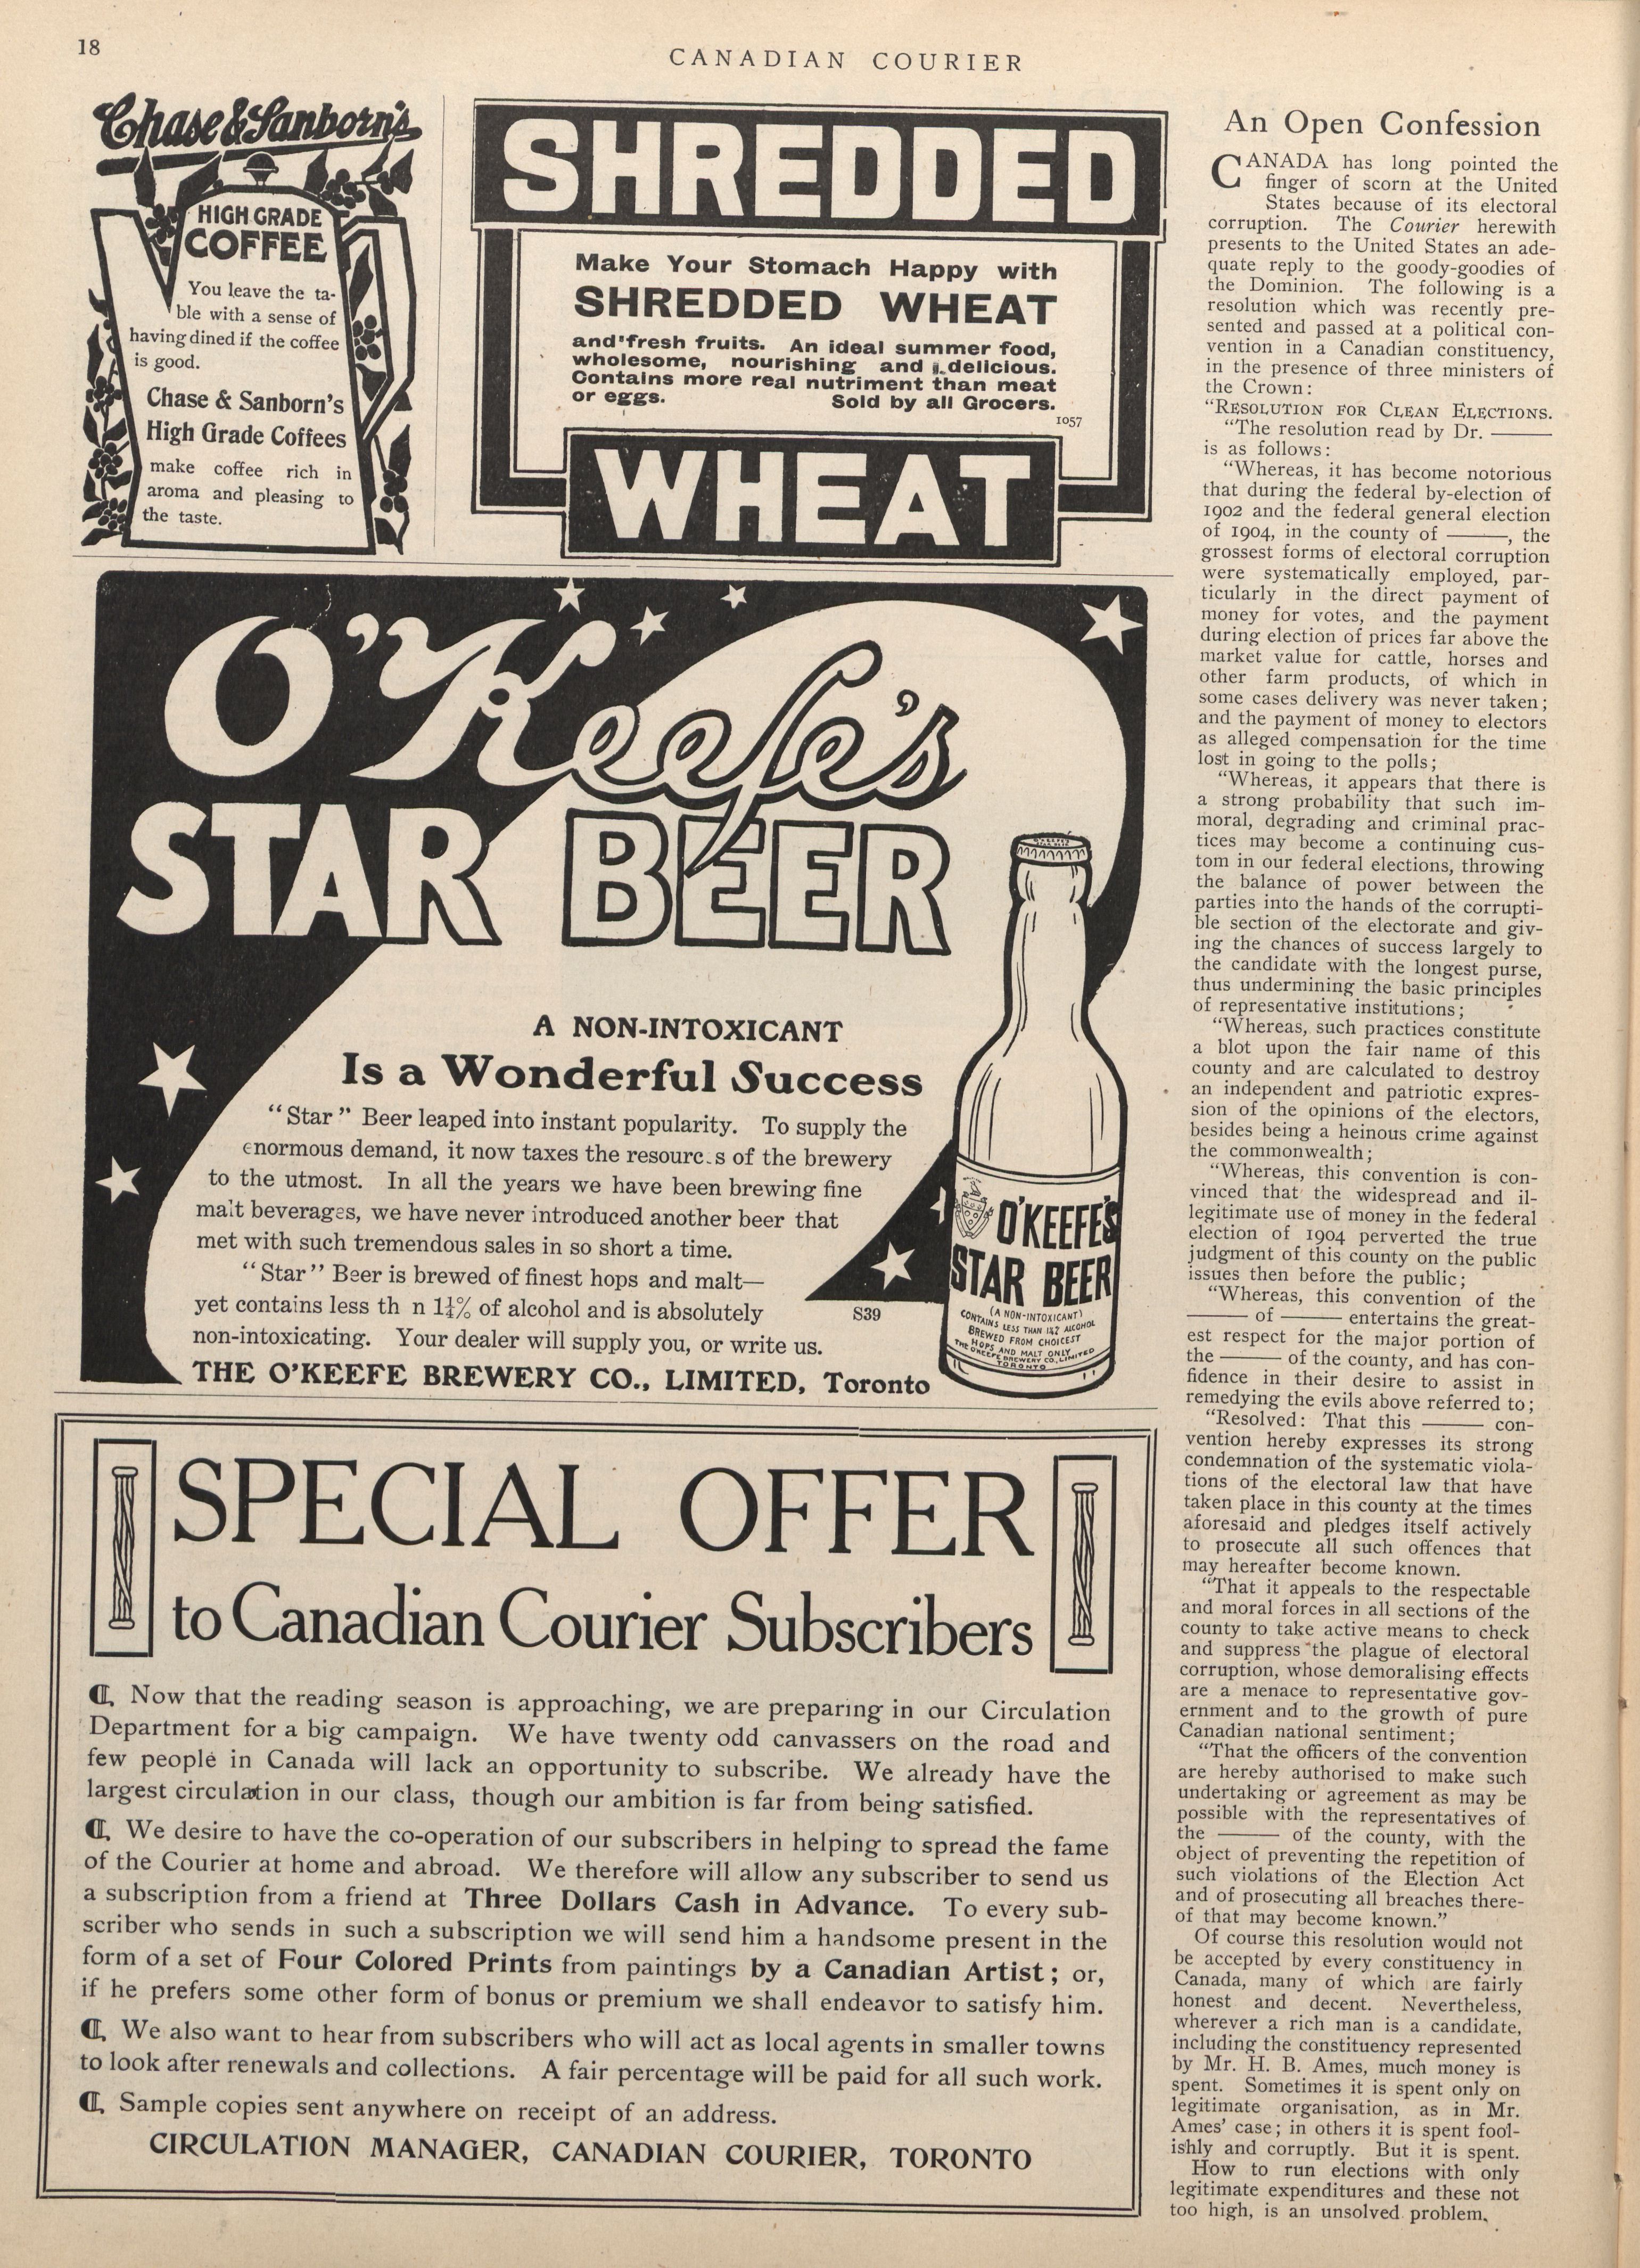 18
CANADIAN COURIER
Chase & Sanborn's
HIGH GRADE
COFFEE
You leave the ta-
ble with a sense of
having dined if the coffee
is good.
Chase & Sanborn's
High Grade Coffees
make coffee rich in
aroma and pleasing to
the taste.
SHREDDED
Make Your Stomach Happy with
SHREDDED WHEAT
and fresh fruits. An ideal summer food,
wholesome, nourishing and delicious.
Contains more real nutriment than meat
or eggs. Sold by all Grocers.
1057
WHEAT
O'Keefe's
STAR BEER
A NON-INTOXICANT
Is a Wonderful Success
"Star" Beer leaped into instant popularity. To supply the
enormous demand, it now taxes the resourc.s of the brewery
to the utmost. In all the years we have been brewing fine
malt beverages, we have never introduced another beer that
met with such tremendous sales in so short a time.
"Star" Beer is brewed of finest hops and malt—
yet contains less th n 1¼% of alcohol and is absolutely
non-intoxicating. Your dealer will supply you, or write us.
S39
THE O'KEEFE BREWERY CO., LIMITED, Toronto
O'KEEFE'S
STAR BEER
(A NON-INTOXICANT)
CONTAINS LESS THAN 1¼% ALCOHOL
BREWED FROM CHOICEST
HOPS AND MALT ONLY
THE O'KEEFE BREWERY CO., LIMITED
TORONTO
SPECIAL OFFER
to Canadian Courier Subscribers
¶ Now that the reading season is approaching, we are preparing in our Circulation
Department for a big campaign. We have twenty odd canvassers on the road and
few people in Canada will lack an opportunity to subscribe. We already have the
largest circulation in our class, though our ambition is far from being satisfied.
¶ We desire to have the co-operation of our subscribers in helping to spread the fame
of the Courier at home and abroad. We therefore will allow any subscriber to send us
a subscription from a friend at Three Dollars Cash in Advance. To every sub-
scriber who sends in such a subscription we will send him a handsome present in the
form of a set of Four Colored Prints from paintings by a Canadian Artist; or,
if he prefers some other form of bonus or premium we shall endeavor to satisfy him.
¶ We also want to hear from subscribers who will act as local agents in smaller towns
to look after renewals and collections. A fair percentage will be paid for all such work.
¶ Sample copies sent anywhere on receipt of an address.
CIRCULATION MANAGER, CANADIAN COURIER, TORONTO
An Open Confession
CANADA has long pointed the
finger of scorn at the United
States because of its electoral
corruption. The Courier herewith
presents to the United States an ade-
quate reply to the goody-goodies of
the Dominion. The following is a
resolution which was recently pre-
sented and passed at a political con-
vention in a Canadian constituency,
in the presence of three ministers of
the Crown:
"RESOLUTION FOR CLEAN ELECTIONS.
"The resolution read by Dr. ———
is as follows:
"Whereas, it has become notorious
that during the federal by-election of
1902 and the federal general election
of 1904, in the county of ———, the
grossest forms of electoral corruption
were systematically employed, par-
ticularly in the direct payment of
money for votes, and the payment
during election of prices far above the
market value for cattle, horses and
other farm products, of which in
some cases delivery was never taken;
and the payment of money to electors
as alleged compensation for the time
lost in going to the polls;
"Whereas, it appears that there is
a strong probability that such im-
moral, degrading and criminal prac-
tices may become a continuing cus-
tom in our federal elections, throwing
the balance of power between the
parties into the hands of the corrupti-
ble section of the electorate and giv-
ing the chances of success largely to
the candidate with the longest purse,
thus undermining the basic principles
of representative institutions;
"Whereas, such practices constitute
a blot upon the fair name of this
county and are calculated to destroy
an independent and patriotic expres-
sion of the opinions of the electors,
besides being a heinous crime against
the commonwealth;
"Whereas, this convention is con-
vinced that the widespread and il-
legitimate use of money in the federal
election of 1904 perverted the true
judgment of this county on the public
issues then before the public;
"Whereas, this convention of the
——— of ——— entertains the great-
est respect for the major portion of
the ——— of the county, and has con-
fidence in their desire to assist in
remedying the evils above referred to;
"Resolved: That this ——— con-
vention hereby expresses its strong
condemnation of the systematic viola-
tions of the electoral law that have
taken place in this county at the times
aforesaid and pledges itself actively
to prosecute all such offences that
may hereafter become known.
"That it appeals to the respectable
and moral forces in all sections of the
county to take active means to check
and suppress the plague of electoral
corruption, whose demoralising effects
are a menace to representative gov-
ernment and to the growth of pure
Canadian national sentiment;
"That the officers of the convention
are hereby authorised to make such
undertaking or agreement as may be
possible with the representatives of
the ——— of the county, with the
object of preventing the repetition of
such violations of the Election Act
and of prosecuting all breaches there-
of that may become known."
Of course this resolution would not
be accepted by every constituency in
Canada, many of which are fairly
honest and decent. Nevertheless,
wherever a rich man is a candidate,
including the constituency represented
by Mr. H. B. Ames, much money is
spent. Sometimes it is spent only on
legitimate organisation, as in Mr.
Ames' case; in others it is spent fool-
ishly and corruptly. But it is spent.
How to run elections with only
legitimate expenditures and these not
too high, is an unsolved problem.